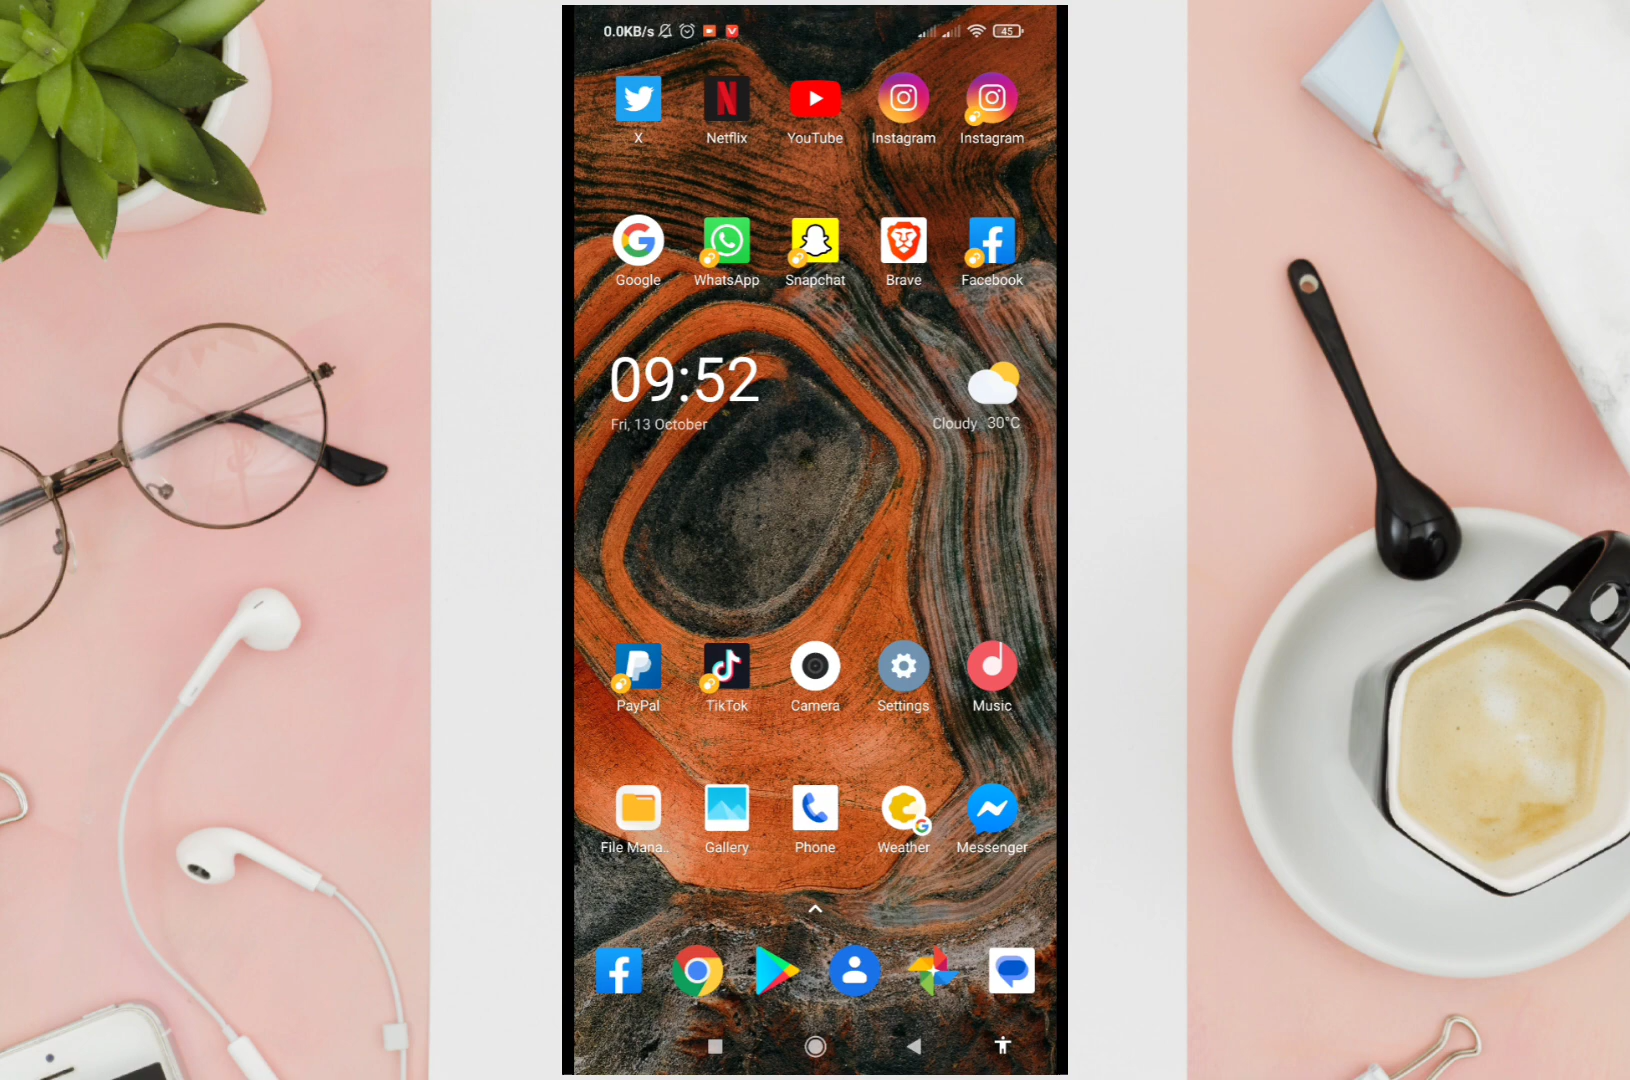 0.0KB/s 45
X Netflix YouTube Instagram Instagram
Google WhatsApp Snapchat Brave Facebook
09:52
Fri, 13 October Cloudy 30°C
PayPal TikTok Camera Settings Music
File Mana.. Gallery Phone Weather Messenger